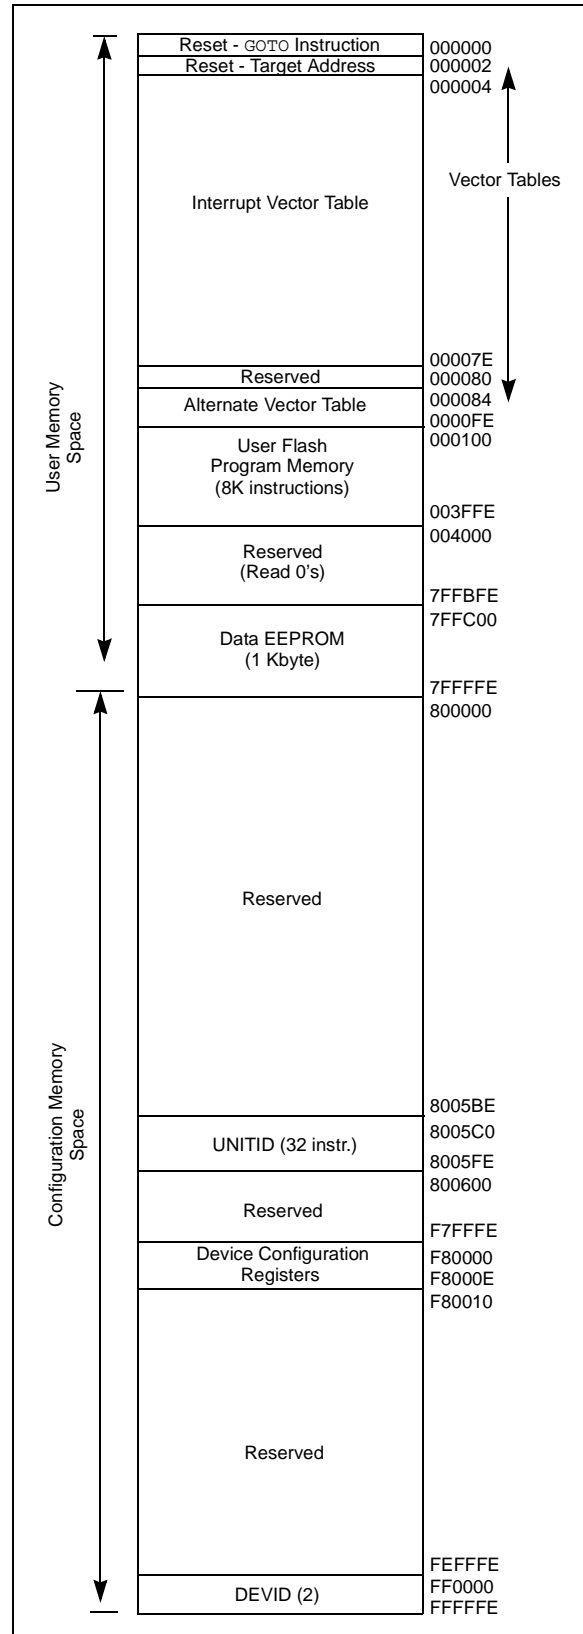 Reset - GOTO Instruction
000000
Reset - Target Address
000002
000004
Vector Tables
Interrupt Vector Table
00007E
Reserved
000080
Alternate Vector Table
000084
0000FE
User Flash
Program Memory
(8K instructions)
000100
003FFE
004000
Reserved
(Read 0's)
7FFBFE
7FFC00
Data EEPROM
(1 Kbyte)
7FFFFE
User Memory
Space
800000
Reserved
8005BE
8005C0
UNITID (32 instr.)
8005FE
800600
Reserved
F7FFFE
Device Configuration
Registers
F80000
F8000E
F80010
Reserved
FEFFFE
FF0000
DEVID (2)
FFFFFE
Configuration Memory
Space